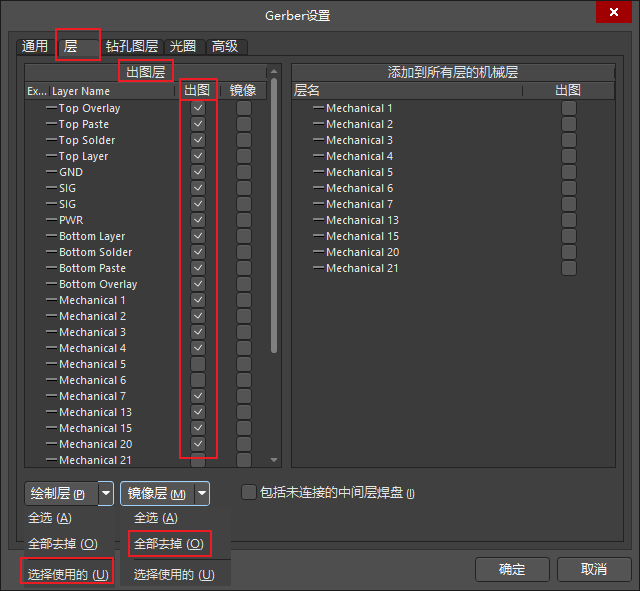 Gerber设置
通用 层 钻孔图层 光圈 高级
出图层
Ex... Layer Name 出图 镜像
Top Overlay
Top Paste
Top Solder
Top Layer
GND
SIG
SIG
PWR
Bottom Layer
Bottom Solder
Bottom Paste
Bottom Overlay
Mechanical 1
Mechanical 2
Mechanical 3
Mechanical 4
Mechanical 5
Mechanical 6
Mechanical 7
Mechanical 13
Mechanical 15
Mechanical 20
Mechanical 21
添加到所有层的机械层
层名 出图
Mechanical 1
Mechanical 2
Mechanical 3
Mechanical 4
Mechanical 5
Mechanical 6
Mechanical 7
Mechanical 13
Mechanical 15
Mechanical 20
Mechanical 21
绘制层 (P) 镜像层 (M) 包括未连接的中间层焊盘 (I)
全选 (A) 全选 (A)
全部去掉 (O) 全部去掉 (O)
选择使用的 (U) 选择使用的 (U)
确定 取消